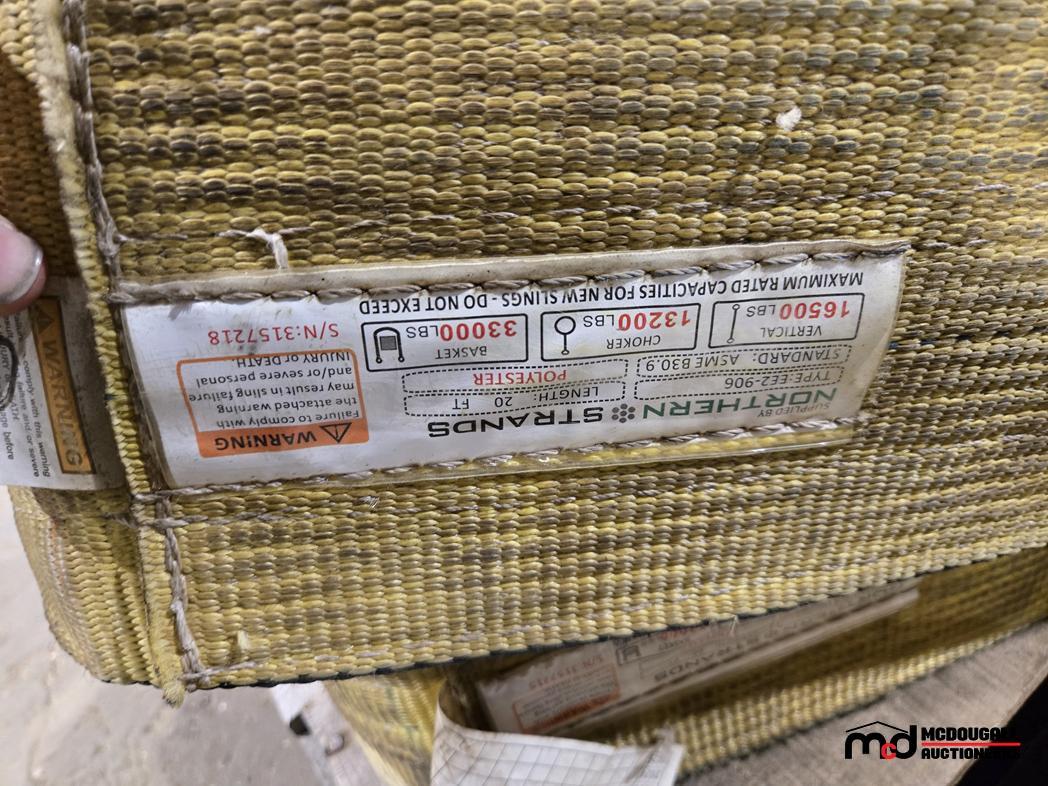 SUPPLIED BY
NORTHERN STRANDS
TYPE: EE2-906
LENGTH: 20 FT
STANDARD: ASME B30.9
POLYESTER
VERTICAL
16500 LBS
CHOKER
13200 LBS
BASKET
33000 LBS
MAXIMUM RATED CAPACITIES FOR NEW SLINGS - DO NOT EXCEED
WARNING
Failure to comply with
the attached warning
may result in sling failure
and/or severe personal
INJURY or DEATH.
S/N:3157218
WARNING
STRANDS
S/N:3157215
mcd
MCDOUGALL
AUCTIONEERS